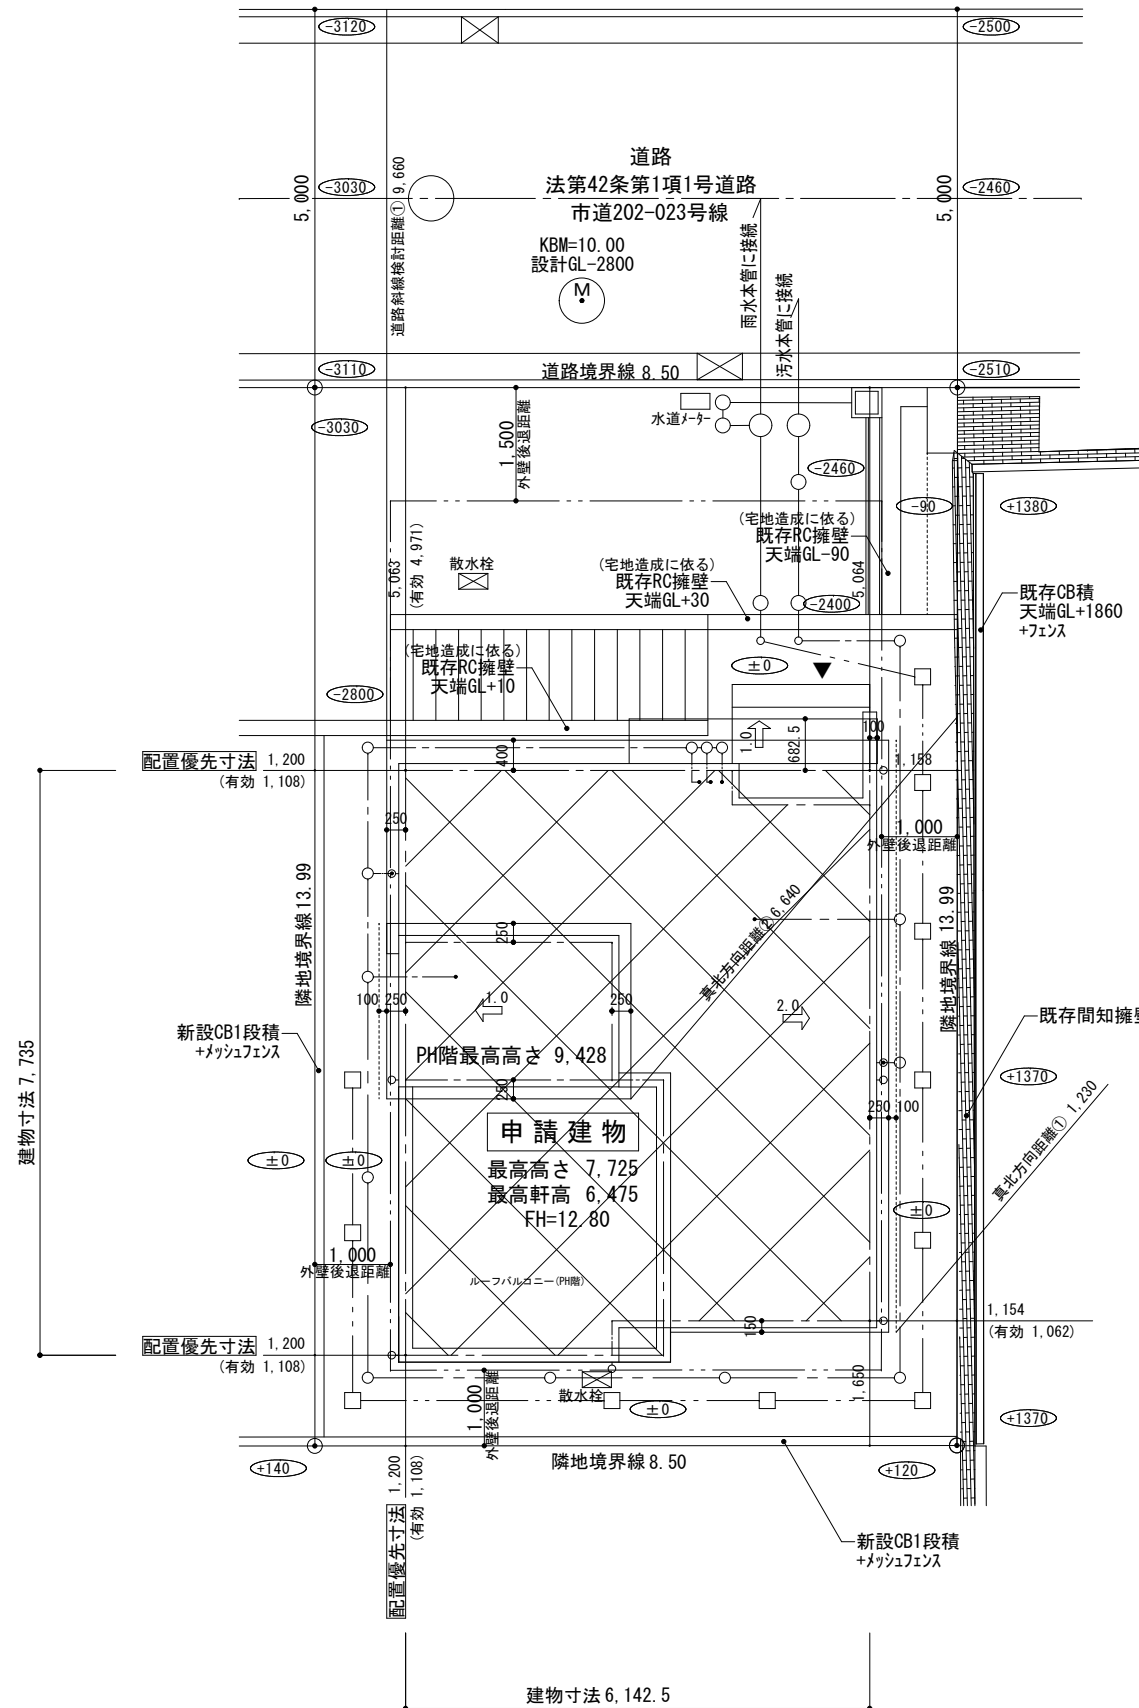 -3120
-2500
道路
法第42条第1項1号道路
市道202-023号線
-3030
-2460
5,000
5,000
道路斜線検討距離① 9,660
KBM=10.00
設計GL-2800
M
雨水本管に接続
汚水本管に接続
-3110
道路境界線 8.50
-2510
-3030
1,500
外壁後退距離
水道メーター
-2460
-90
+1380
(宅地造成に依る)
既存RC擁壁
天端GL-90
5,063
(有効 4,971)
散水栓
(宅地造成に依る)
既存RC擁壁
天端GL+30
5,064
-2400
既存CB積
天端GL+1860
+フェンス
(宅地造成に依る)
既存RC擁壁
天端GL+10
±0
-2800
配置優先寸法 1,200
(有効 1,108)
400
1.0
682.5
100
1,158
250
1,000
外壁後退距離
隣地境界線 13.99
真北方向距離② 6,640
隣地境界線 13.99
250
100
250
1.0
250
2.0
新設CB1段積
+メッシュフェンス
既存間知擁壁
PH階最高高さ 9,428
250
+1370
建物寸法 7,735
申請建物
250
100
真北方向距離① 1,230
±0
±0
最高高さ 7,725
最高軒高 6,475
FH=12.80
±0
1,000
外壁後退距離
ルーフバルコニー(PH階)
150
1,154
(有効 1,062)
配置優先寸法 1,200
(有効 1,108)
1,000
外壁後退距離
散水栓
±0
1,650
+1370
+140
隣地境界線 8.50
+120
配置優先寸法 1,200
(有効 1,108)
新設CB1段積
+メッシュフェンス
建物寸法 6,142.5